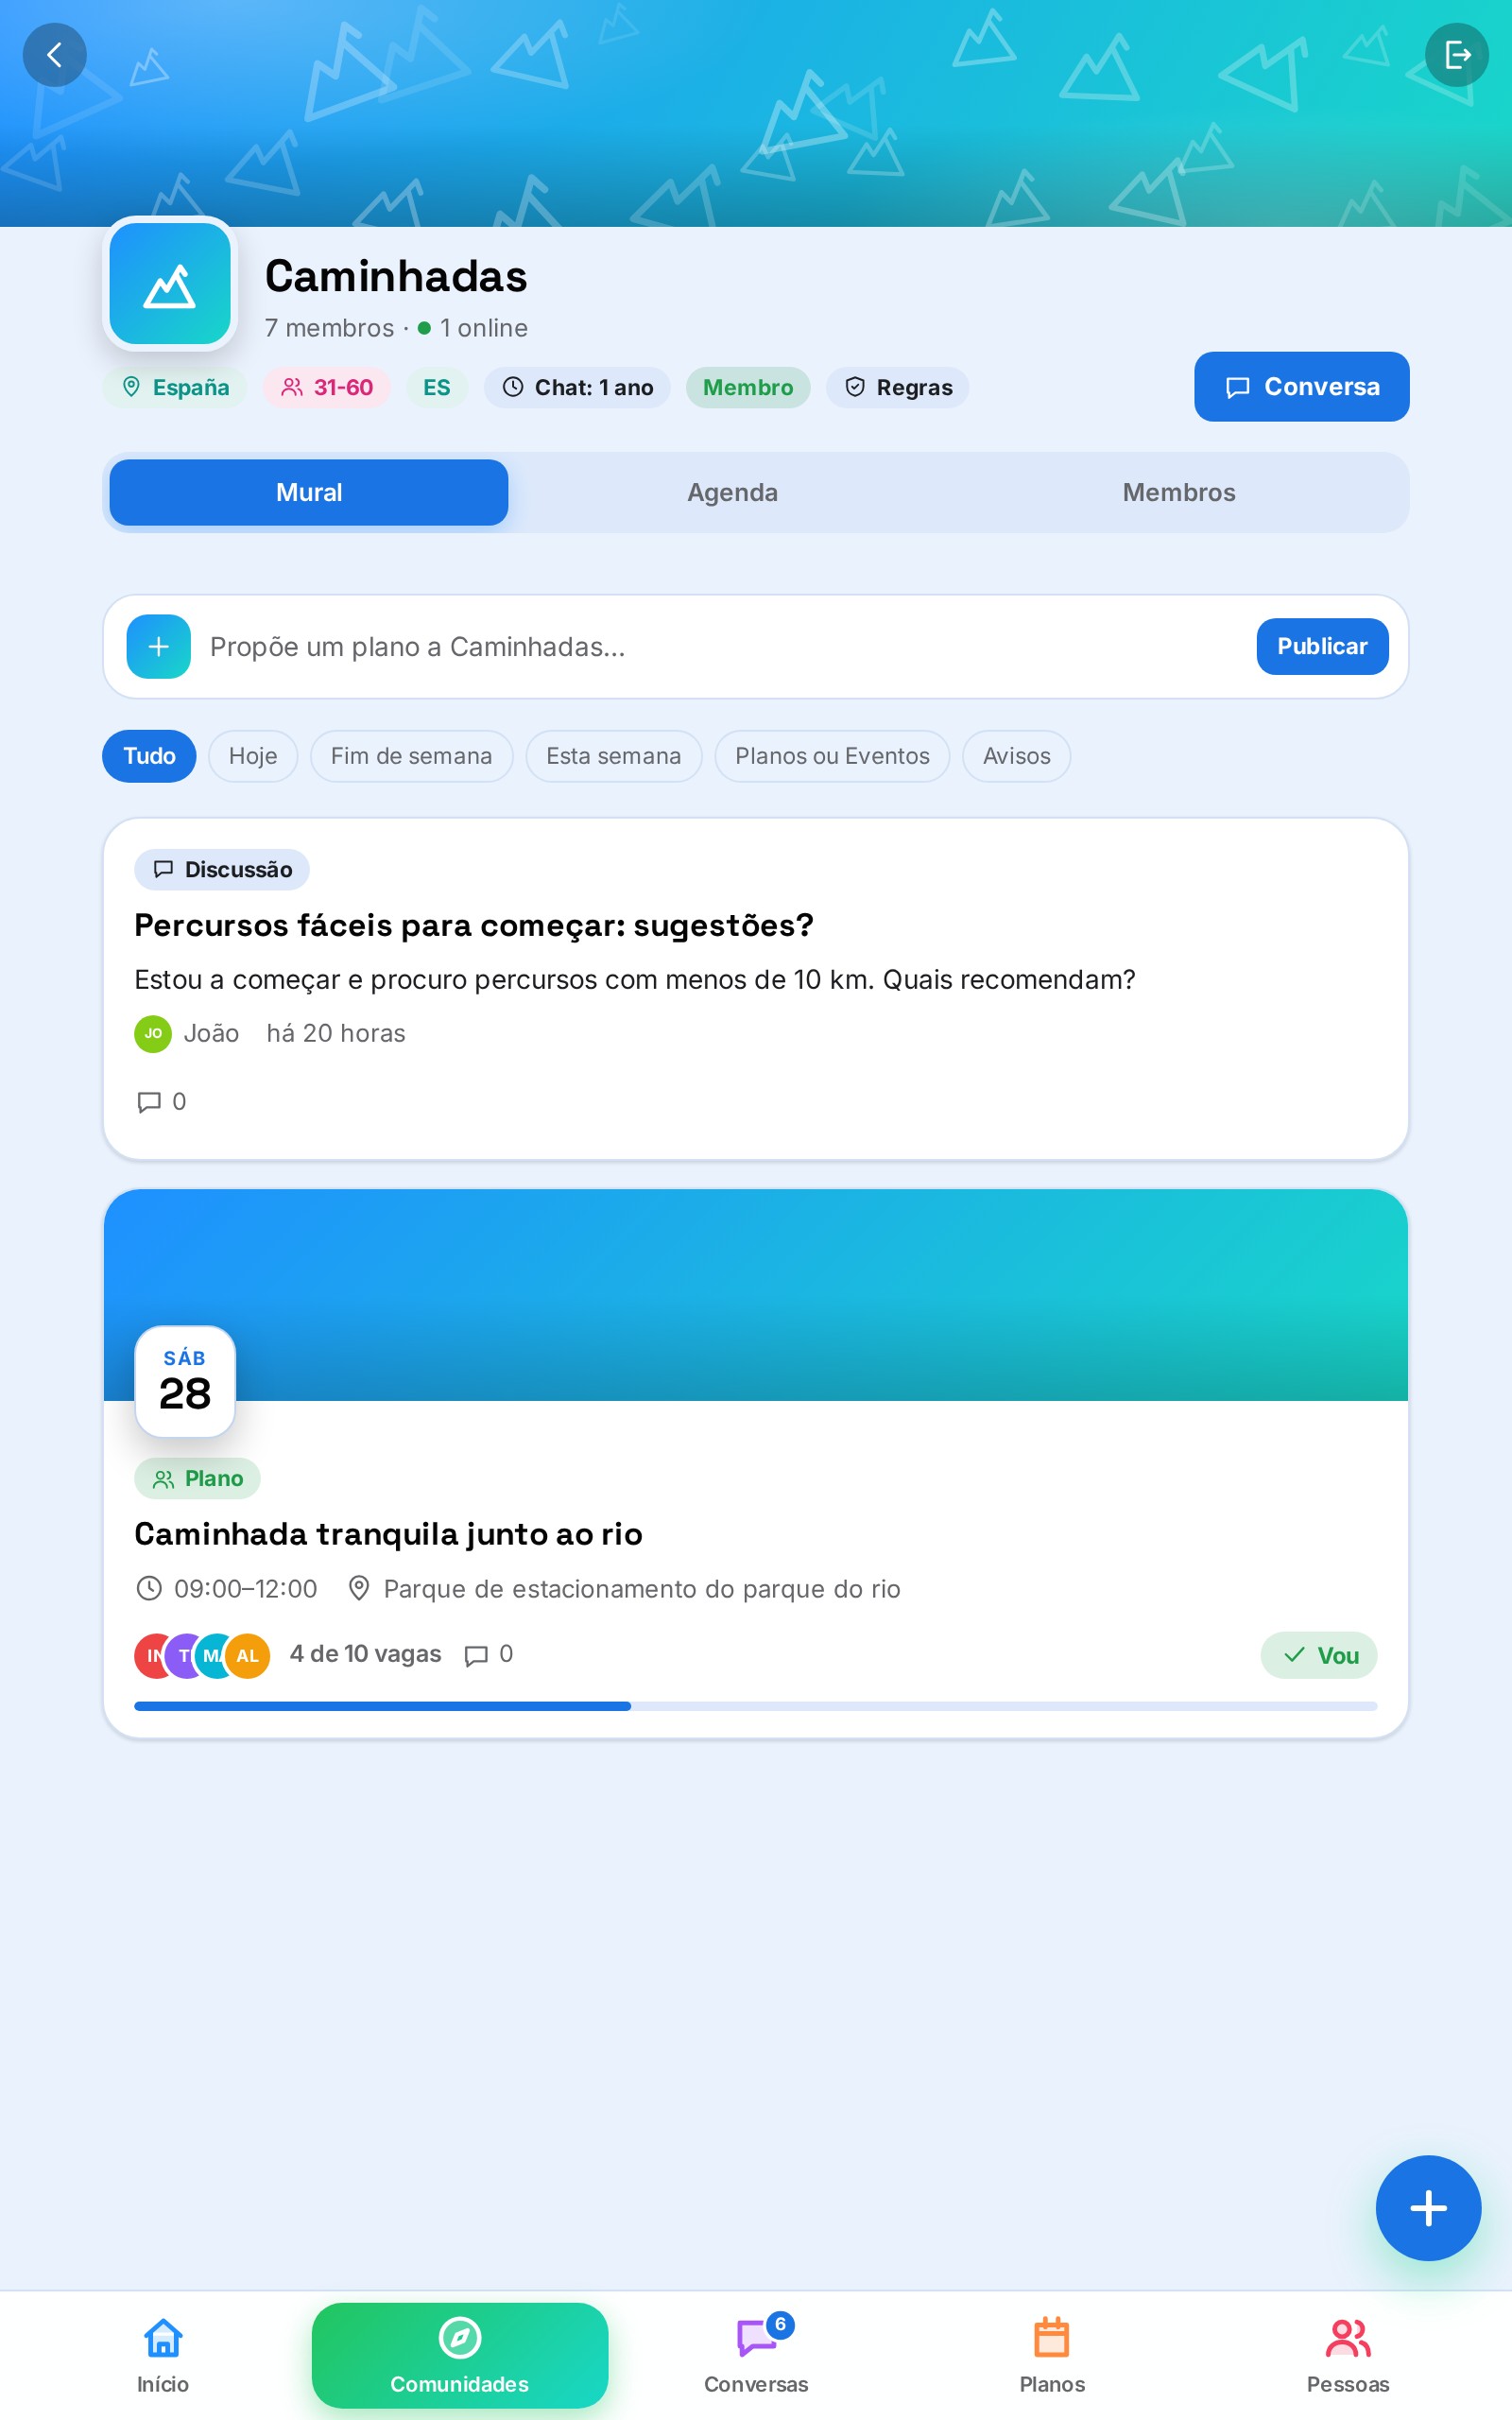 Caminhadas
7 membros · 1 online
España 31-60 ES Chat: 1 ano Membro Regras
Conversa
Mural Agenda Membros
Propõe um plano a Caminhadas...
Publicar
Tudo Hoje Fim de semana Esta semana Planos ou Eventos Avisos
Discussão
Percursos fáceis para começar: sugestões?
Estou a começar e procuro percursos com menos de 10 km. Quais recomendam?
JO João há 20 horas
0
SÁB
28
Plano
Caminhada tranquila junto ao rio
09:00–12:00 Parque de estacionamento do parque do rio
AL 4 de 10 vagas 0 Vou
6
Início Comunidades Conversas Planos Pessoas